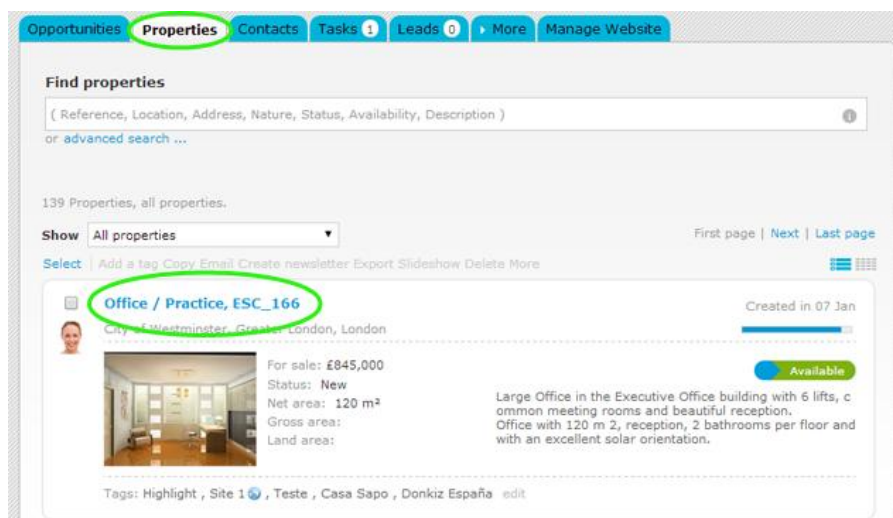 Opportunities Properties Contacts Tasks 1 Leads 0 More Manage Website
Find properties
( Reference, Location, Address, Nature, Status, Availability, Description )
or advanced search ...
139 Properties, all properties.
Show All properties First page | Next | Last page
Select | Add a tag Copy Email Create newsletter Export Slideshow Delete More
Office / Practice, ESC_166 Created in 07 Jan
City of Westminster, Greater London, London
For sale: £845,000 Available
Status: New
Net area: 120 m²
Gross area:
Land area:
Large Office in the Executive Office building with 6 lifts, c
ommon meeting rooms and beautiful reception.
Office with 120 m 2, reception, 2 bathrooms per floor and
with an excellent solar orientation.
Tags: Highlight , Site 1 , Teste , Casa Sapo , Donkiz España edit